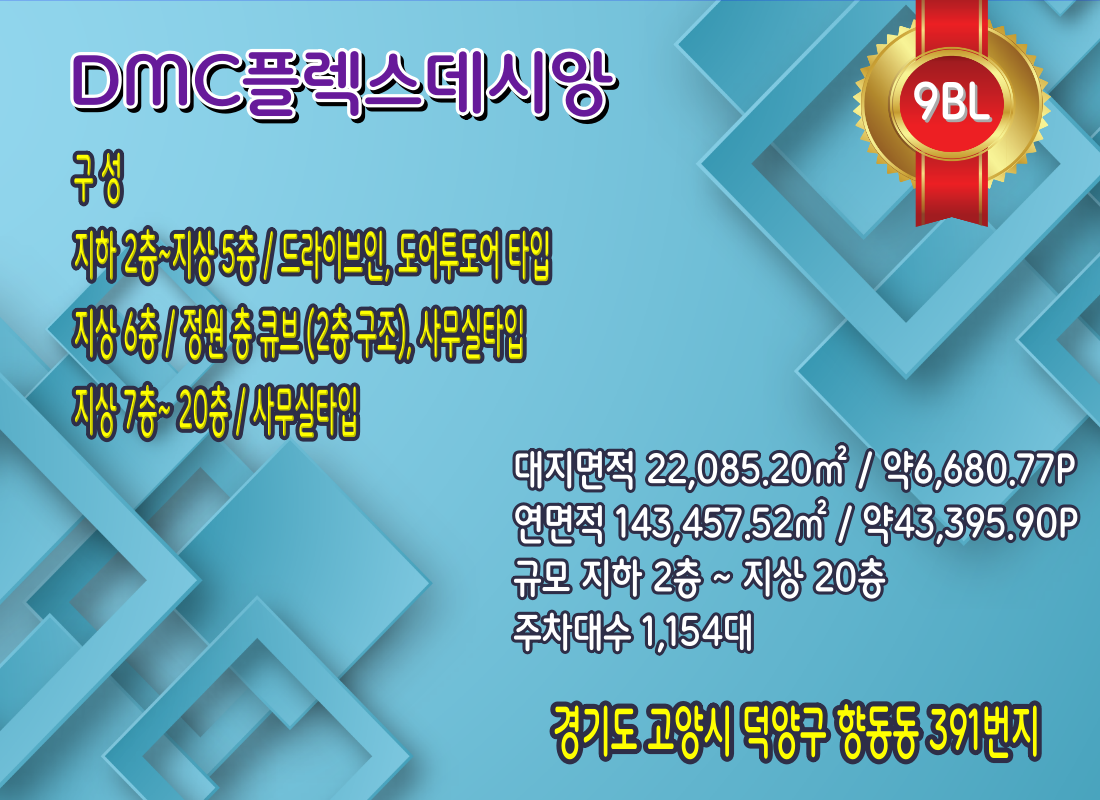 DMC플렉스데시앙
9BL
구 성
지하 2층~지상 5층 / 드라이브인, 도어투도어 타입
지상 6층 / 정원 층 큐브 (2층 구조), 사무실타입
지상 7층~ 20층 / 사무실타입
대지면적 22,085.20㎡ / 약6,680.77P
연면적 143,457.52㎡ / 약43,395.90P
규모 지하 2층 ~ 지상 20층
주차대수 1,154대
경기도 고양시 덕양구 향동동 391번지